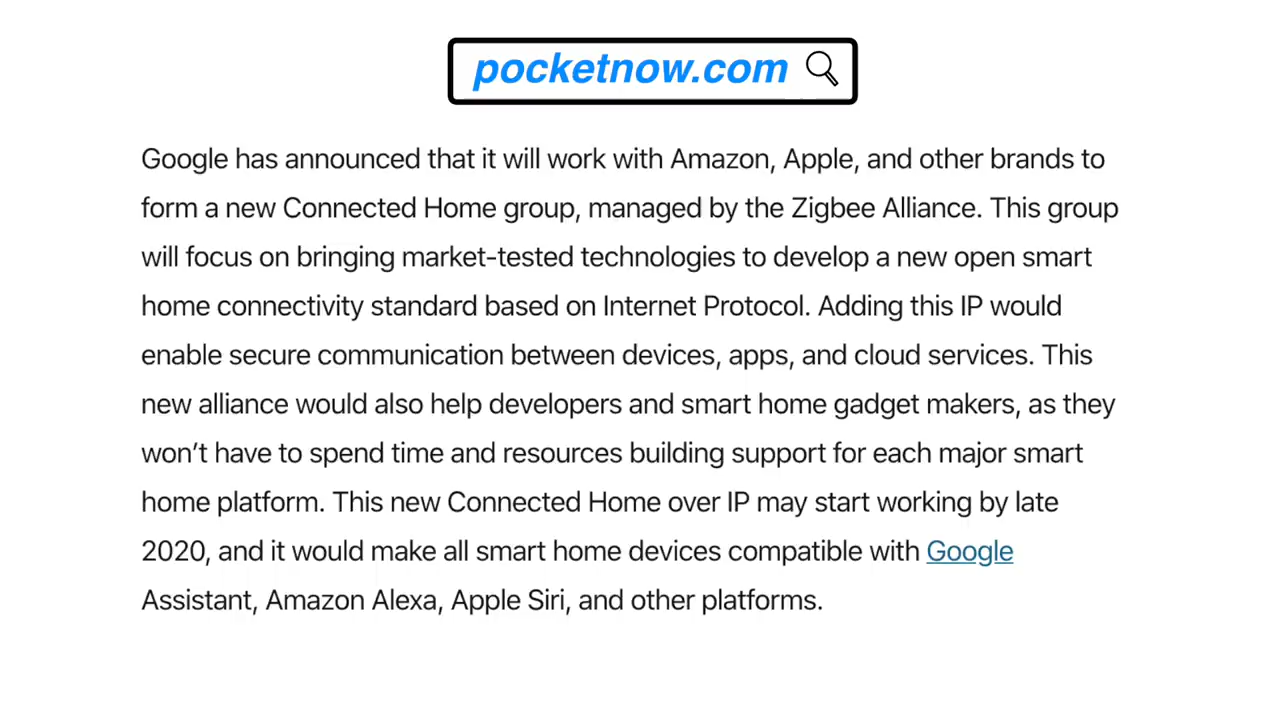 pocketnow.com
Google has announced that it will work with Amazon, Apple, and other brands to
form a new Connected Home group, managed by the Zigbee Alliance. This group
will focus on bringing market-tested technologies to develop a new open smart
home connectivity standard based on Internet Protocol. Adding this IP would
enable secure communication between devices, apps, and cloud services. This
new alliance would also help developers and smart home gadget makers, as they
won’t have to spend time and resources building support for each major smart
home platform. This new Connected Home over IP may start working by late
2020, and it would make all smart home devices compatible with Google
Assistant, Amazon Alexa, Apple Siri, and other platforms.